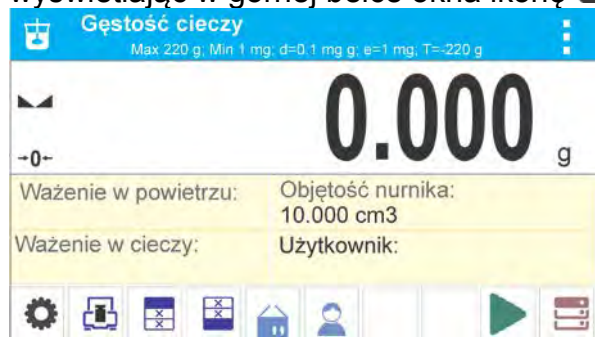 wyświetlając w górnej belce okna ikonę
Gęstość cieczy
Max 220 g; Min 1 mg; d=0.1 mg g; e=1 mg; T=-220 g
→0←
0.000 g
Ważenie w powietrzu:
Objętość nurnika:
10.000 cm3
Ważenie w cieczy:
Użytkownik: